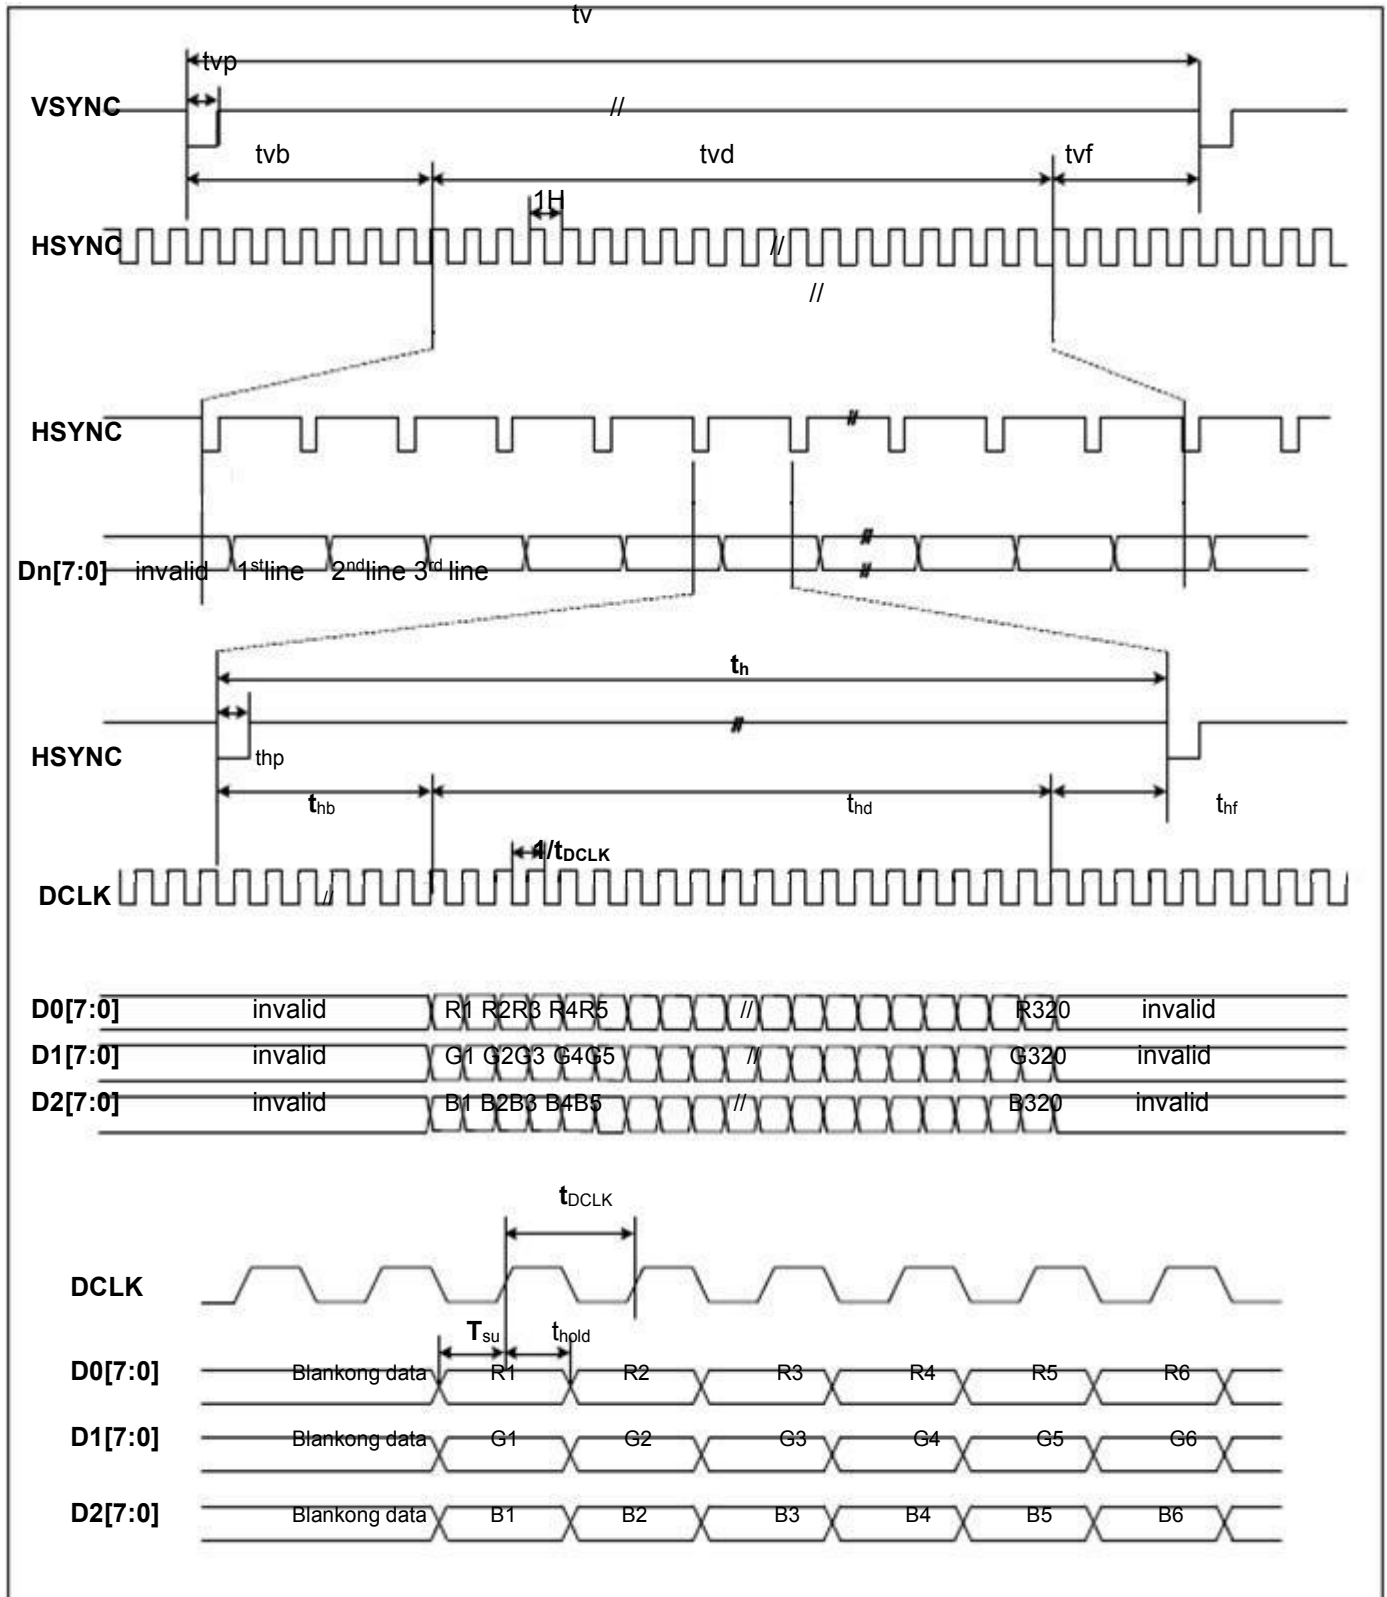 tv
tvp
VSYNC //
tvb tvd tvf
1H
HSYNC //
//
HSYNC //
//
Dn[7:0] invalid 1stline 2ndline 3rd line
//
th
//
HSYNC thp
thb thd thf
1/tDCLK
DCLK //
D0[7:0] invalid R1 R2R3 R4R5 // R320 invalid
D1[7:0] invalid G1 G2G3 G4G5 // G320 invalid
D2[7:0] invalid B1 B2B3 B4B5 // B320 invalid
tDCLK
DCLK
Tsu thold
D0[7:0] Blankong data R1 R2 R3 R4 R5 R6
D1[7:0] Blankong data G1 G2 G3 G4 G5 G6
D2[7:0] Blankong data B1 B2 B3 B4 B5 B6